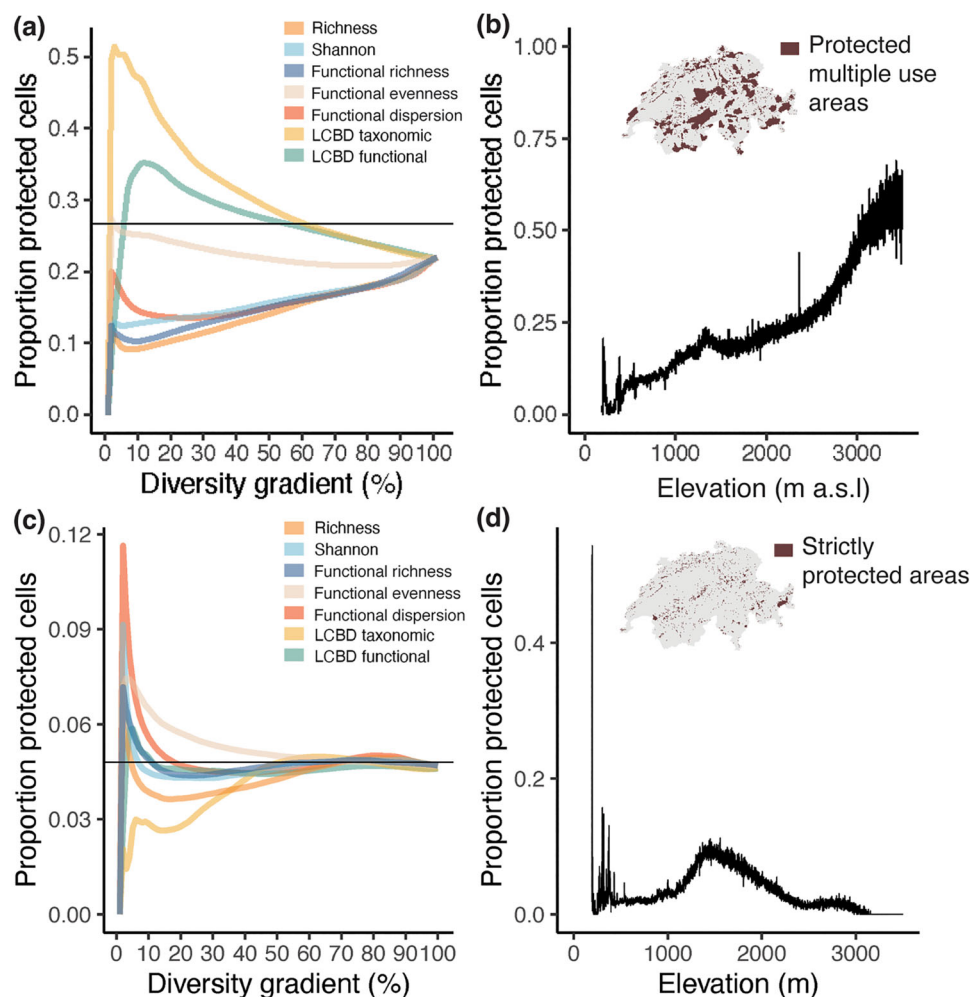 (a)
Proportion protected cells
0.5
0.4
0.3
0.2
0.1
0.0
Richness
Shannon
Functional richness
Functional evenness
Functional dispersion
LCBD taxonomic
LCBD functional
0 10 20 30 40 50 60 70 80 90 100
Diversity gradient (%)
(b)
Proportion protected cells
1.00
0.75
0.50
0.25
0.00
Protected
multiple use
areas
0 1000 2000 3000
Elevation (m a.s.l)
(c)
Proportion protected cells
0.12
0.09
0.06
0.03
0.00
Richness
Shannon
Functional richness
Functional evenness
Functional dispersion
LCBD taxonomic
LCBD functional
0 10 20 30 40 50 60 70 80 90 100
Diversity gradient (%)
(d)
Proportion protected cells
0.4
0.2
0.0
Strictly
protected areas
0 1000 2000 3000
Elevation (m)